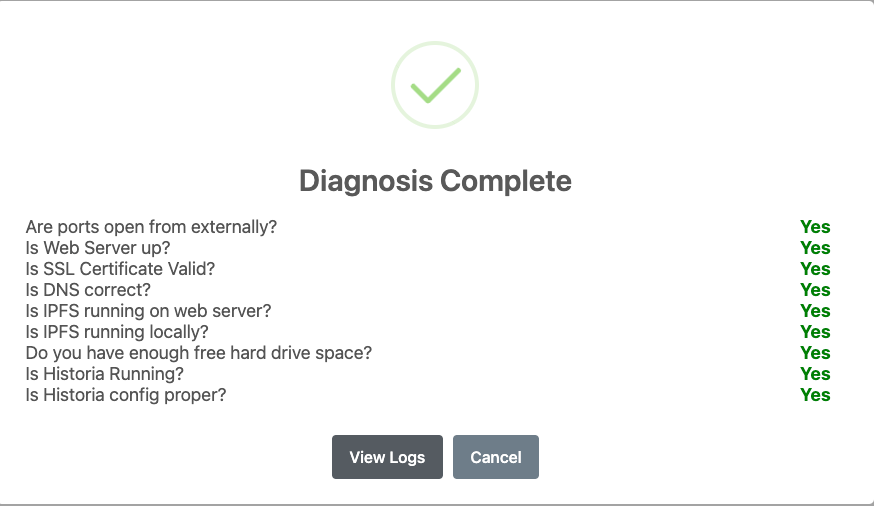 Diagnosis Complete
Are ports open from externally? Yes
Is Web Server up? Yes
Is SSL Certificate Valid? Yes
Is DNS correct? Yes
Is IPFS running on web server? Yes
Is IPFS running locally? Yes
Do you have enough free hard drive space? Yes
Is Historia Running? Yes
Is Historia config proper? Yes
View Logs Cancel